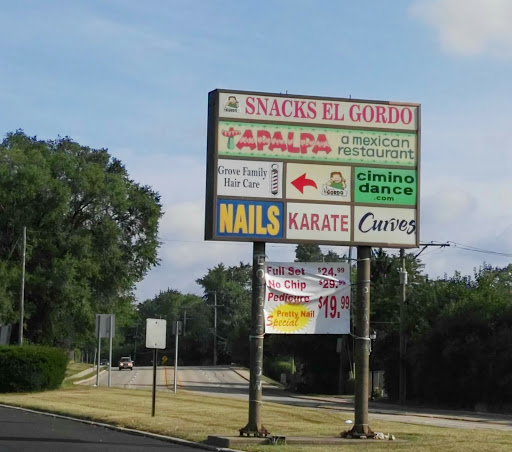 SNACKS EL GORDO
APALPA a mexican
restaurant
Grove Family
Hair Care
GORDO
cimino
dance
.com
NAILS
KARATE
Curves
Full Set $24.99
No Chip $29.99
Pedicure $19.99
Pretty Nail
Special